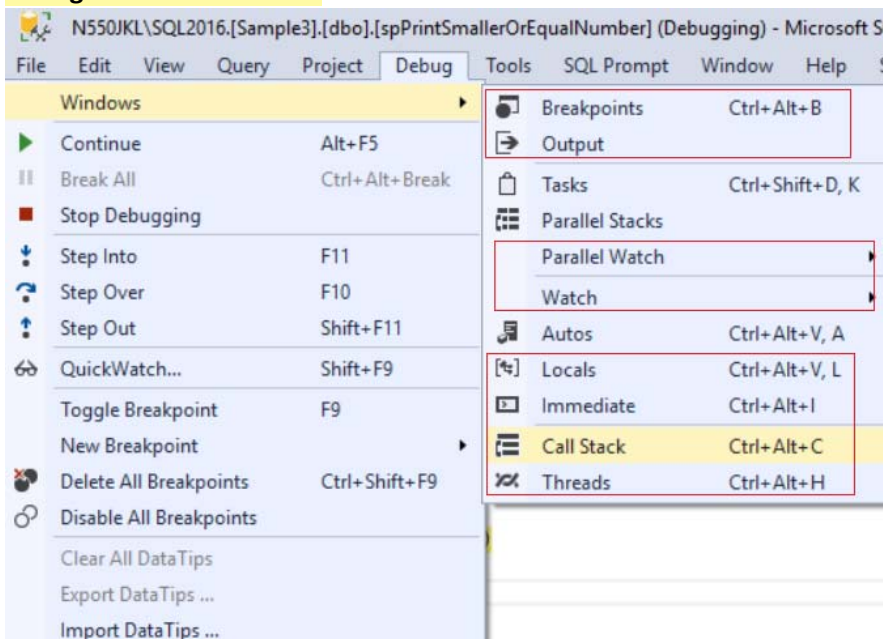 N550JKL\SQL2016.[Sample3].[dbo].[spPrintSmallerOrEqualNumber] (Debugging) - Microsoft S
File Edit View Query Project Debug Tools SQL Prompt Window Help
Windows
Continue Alt+F5
Break All Ctrl+Alt+Break
Stop Debugging
Step Into F11
Step Over F10
Step Out Shift+F11
QuickWatch... Shift+F9
Toggle Breakpoint F9
New Breakpoint
Delete All Breakpoints Ctrl+Shift+F9
Disable All Breakpoints
Clear All DataTips
Export DataTips ...
Import DataTips ...
Breakpoints Ctrl+Alt+B
Output
Tasks Ctrl+Shift+D, K
Parallel Stacks
Parallel Watch
Watch
Autos Ctrl+Alt+V, A
Locals Ctrl+Alt+V, L
Immediate Ctrl+Alt+I
Call Stack Ctrl+Alt+C
Threads Ctrl+Alt+H